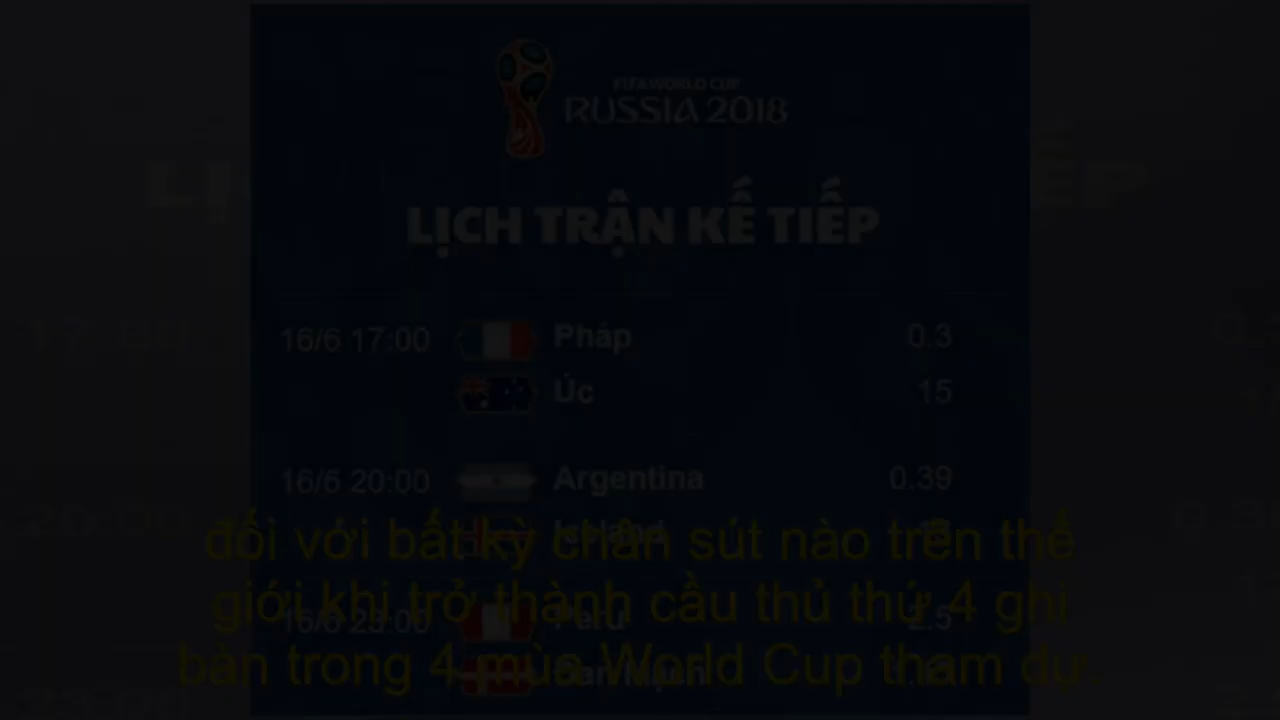 FIFA WORLD CUP
RUSSIA 2018
LỊCH TRẬN KẾ TIẾP
16/6 17:00 Pháp 0.3
Úc 15
16/6 20:00 Argentina 0.39
Iceland
16/6 23:00 Peru 2.5
Đan Mạch
đối với bất kỳ chân sút nào trên thế
giới khi trở thành cầu thủ thứ 4 ghi
bàn trong 4 mùa World Cup tham dự.